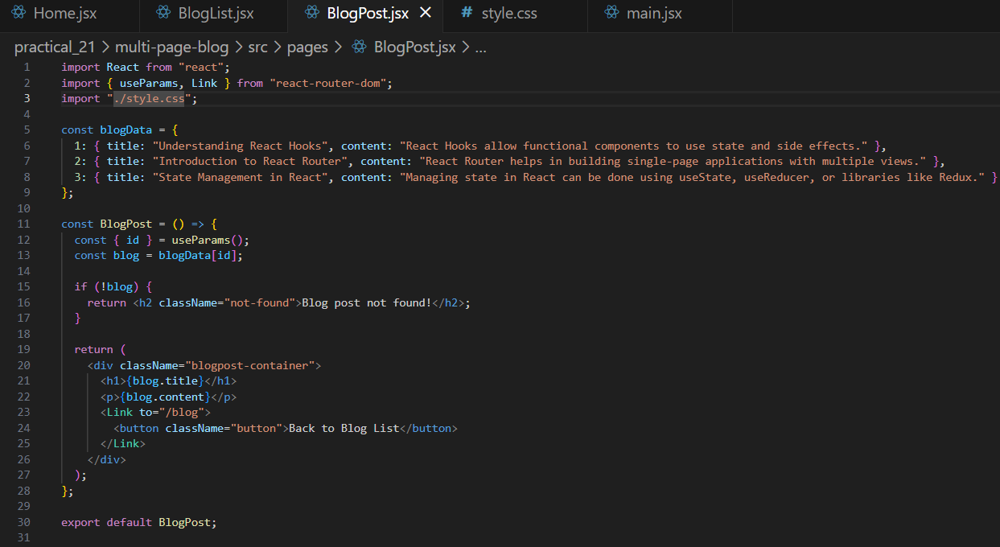 Home.jsx BlogList.jsx BlogPost.jsx style.css main.jsx
practical_21 > multi-page-blog > src > pages > BlogPost.jsx > ...
1 import React from "react";
2 import { useParams, Link } from "react-router-dom";
3 import "./style.css";
4
5 const blogData = {
6   1: { title: "Understanding React Hooks", content: "React Hooks allow functional components to use state and side effects." },
7   2: { title: "Introduction to React Router", content: "React Router helps in building single-page applications with multiple views." },
8   3: { title: "State Management in React", content: "Managing state in React can be done using useState, useReducer, or libraries like Redux." }
9 };
10
11 const BlogPost = () => {
12   const { id } = useParams();
13   const blog = blogData[id];
14
15   if (!blog) {
16     return <h2 className="not-found">Blog post not found!</h2>;
17   }
18
19   return (
20     <div className="blogpost-container">
21       <h1>{blog.title}</h1>
22       <p>{blog.content}</p>
23       <Link to="/blog">
24         <button className="button">Back to Blog List</button>
25       </Link>
26     </div>
27   );
28 };
29
30 export default BlogPost;
31